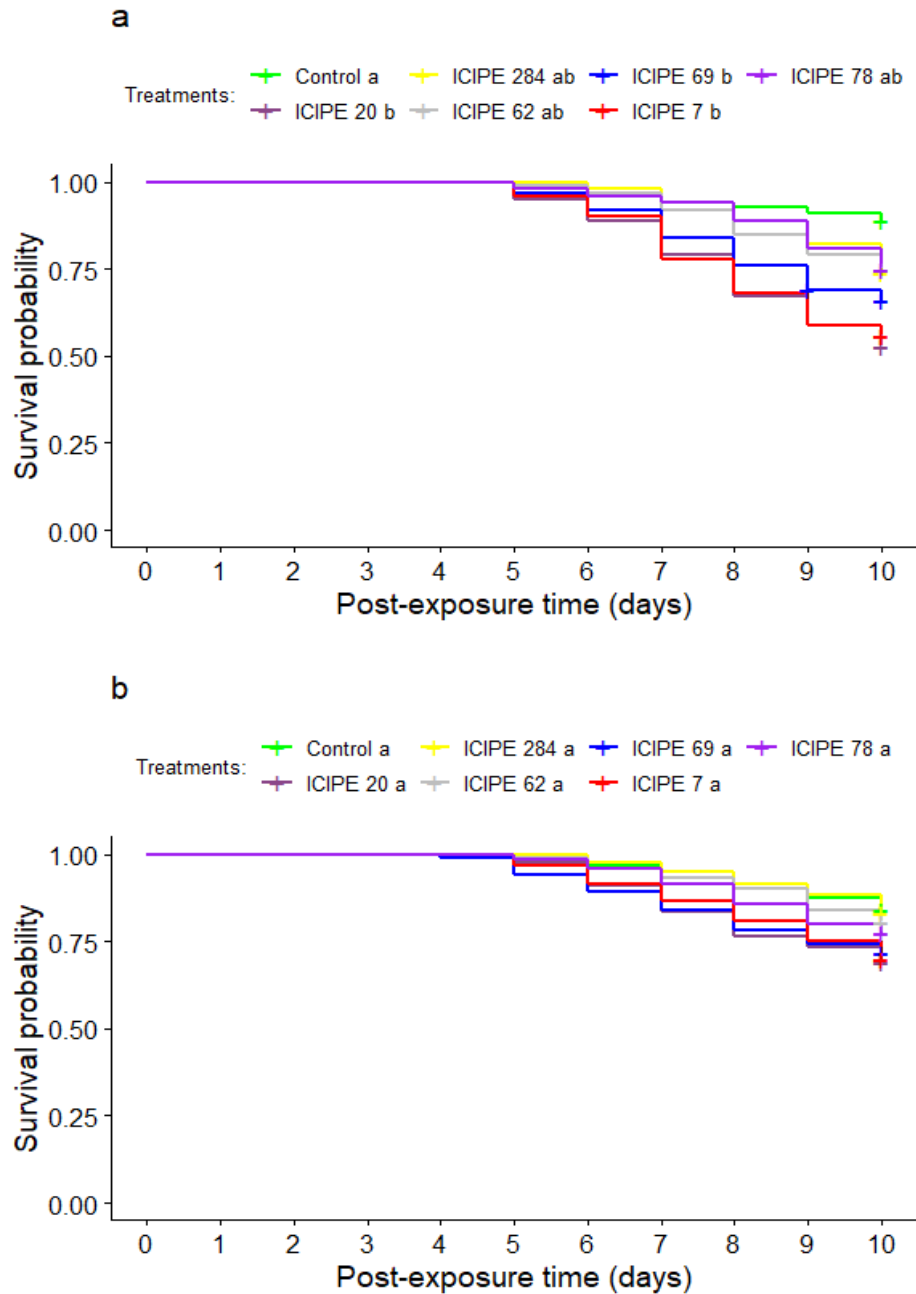 a
Control a ICIPE 284 ab ICIPE 69 b ICIPE 78 ab
Treatments:
ICIPE 20 b ICIPE 62 ab ICIPE 7 b
1.00
0.75
0.50
0.25
0.00
Survival probability
0 1 2 3 4 5 6 7 8 9 10
Post-exposure time (days)
b
Control a ICIPE 284 a ICIPE 69 a ICIPE 78 a
Treatments:
ICIPE 20 a ICIPE 62 a ICIPE 7 a
1.00
0.75
0.50
0.25
0.00
Survival probability
0 1 2 3 4 5 6 7 8 9 10
Post-exposure time (days)